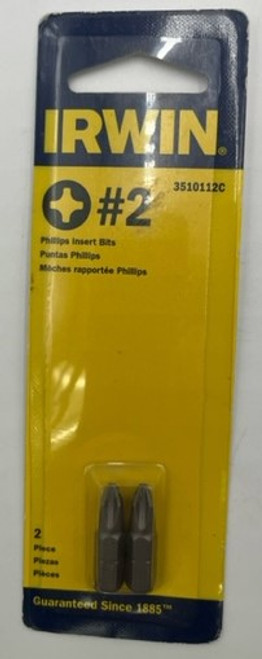 IRWIN®
3510112C
#2
Phillips Insert Bits
Puntas Phillips
Mèches rapportée Phillips
2
Piece
Piezas
Pièces
Guaranteed Since 1885™